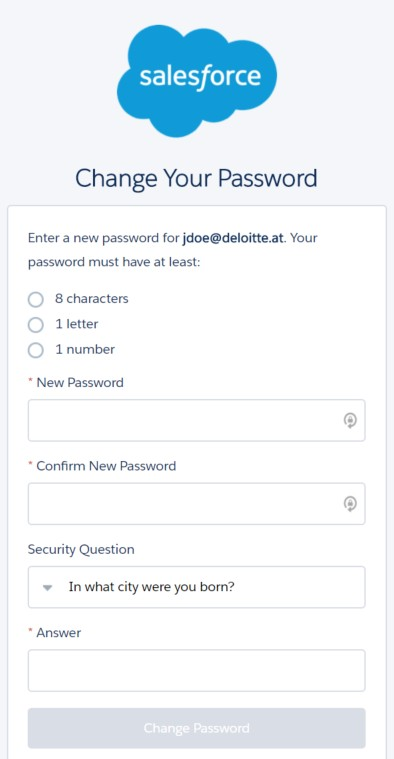 salesforce
Change Your Password
Enter a new password for jdoe@deloitte.at. Your
password must have at least:
8 characters
1 letter
1 number
* New Password
* Confirm New Password
Security Question
In what city were you born?
* Answer
Change Password